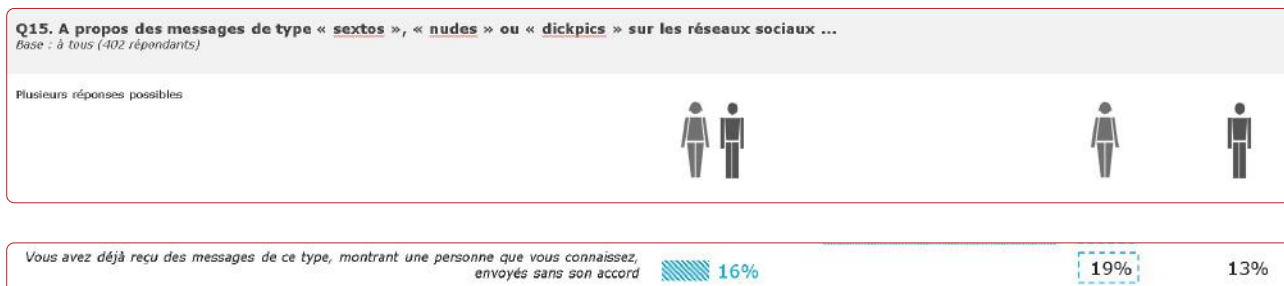 Q15. A propos des messages de type « sextos », « nudes » ou « dickpics » sur les réseaux sociaux ...
Base : à tous (402 répondants)
Plusieurs réponses possibles
Vous avez déjà reçu des messages de ce type, montrant une personne que vous connaissez,
envoyés sans son accord
16%
19%
13%